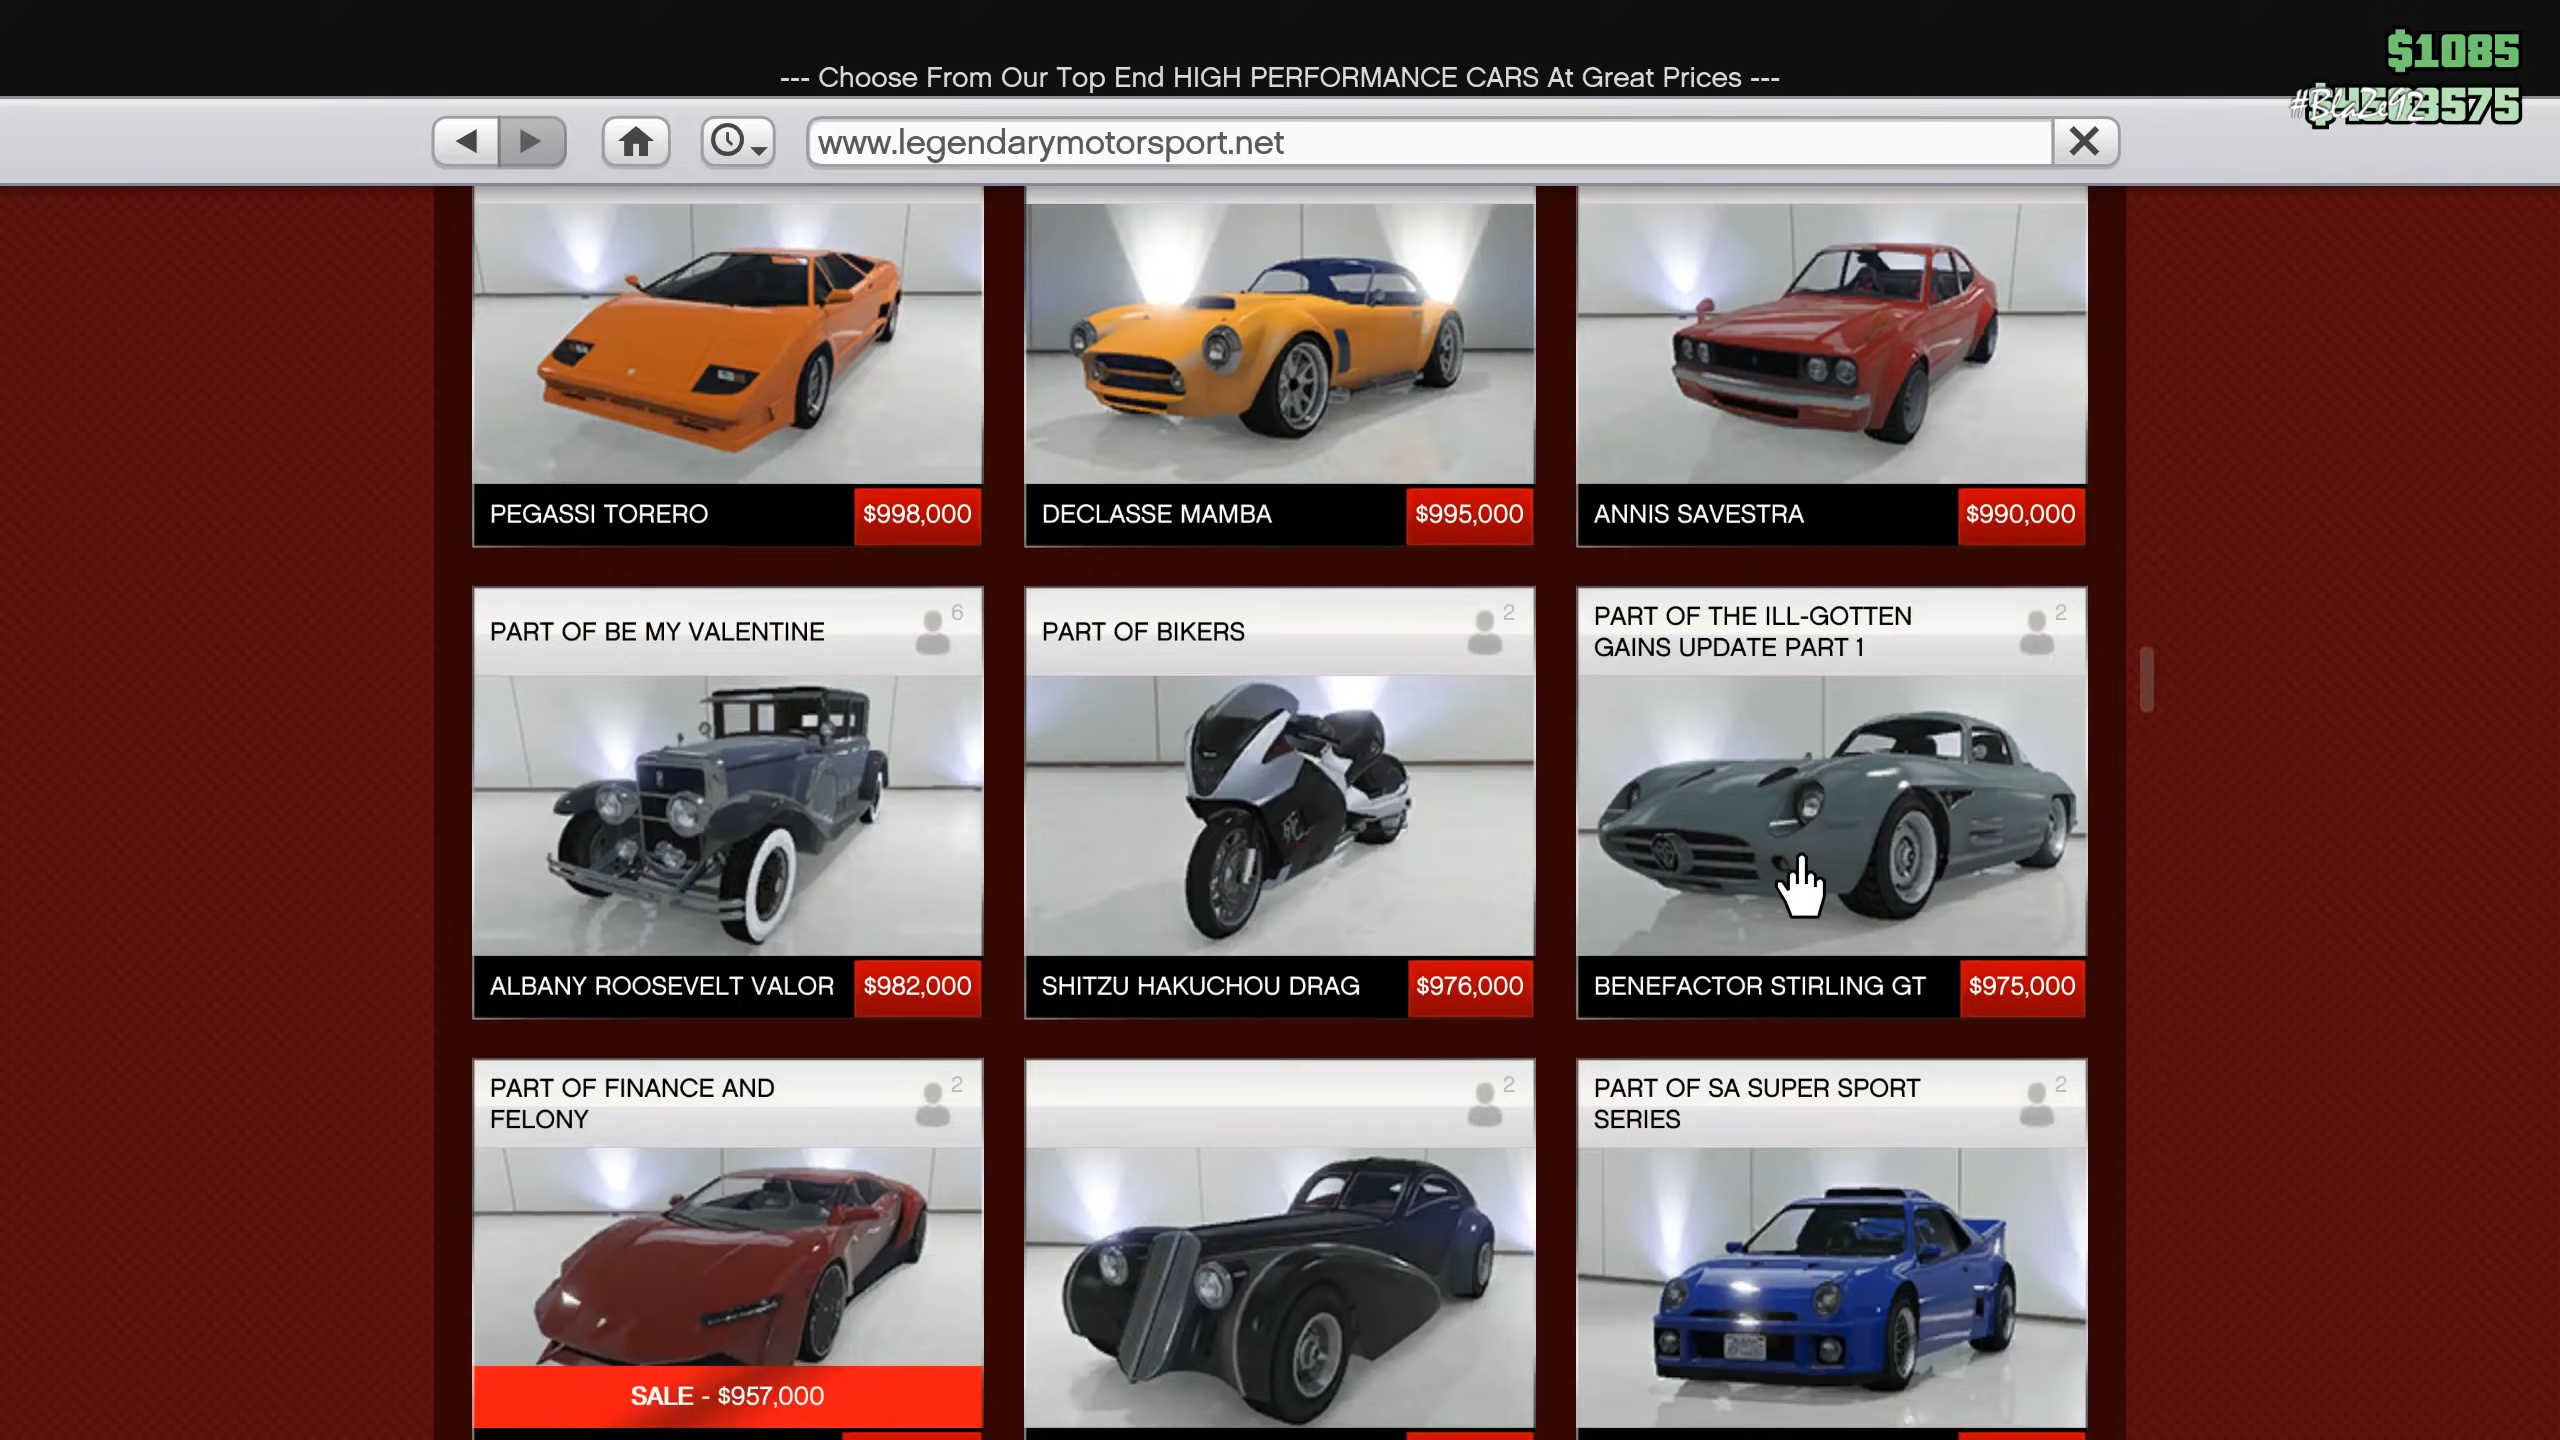 $1085
--- Choose From Our Top End HIGH PERFORMANCE CARS At Great Prices ---
#Bla2e92
www.legendarymotorsport.net
PEGASSI TORERO
$998,000
DECLASSE MAMBA
$995,000
ANNIS SAVESTRA
$990,000
PART OF BE MY VALENTINE
6
PART OF BIKERS
2
PART OF THE ILL-GOTTEN
GAINS UPDATE PART 1
2
ALBANY ROOSEVELT VALOR
$982,000
SHITZU HAKUCHOU DRAG
$976,000
BENEFACTOR STIRLING GT
$975,000
PART OF FINANCE AND
FELONY
2
2
PART OF SA SUPER SPORT
SERIES
2
SALE - $957,000